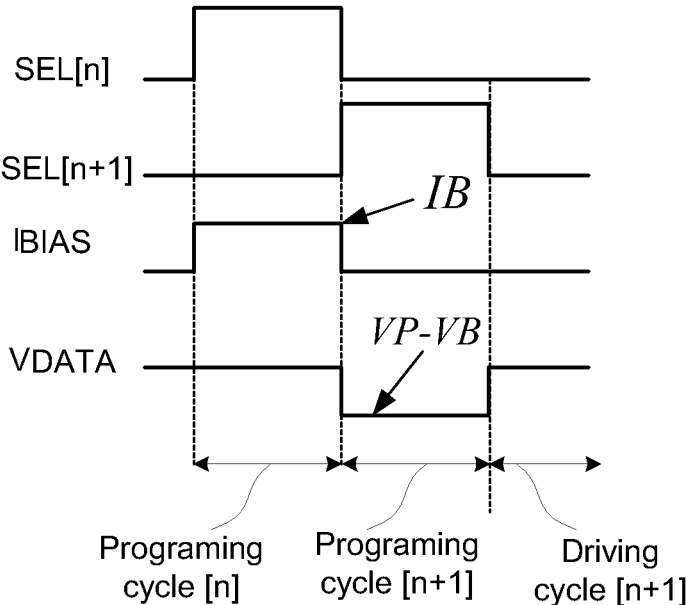 SEL[n]
SEL[n+1]
IB
IBIAS
VP-VB
VDATA
Programing
cycle [n]
Programing
cycle [n+1]
Driving
cycle [n+1]